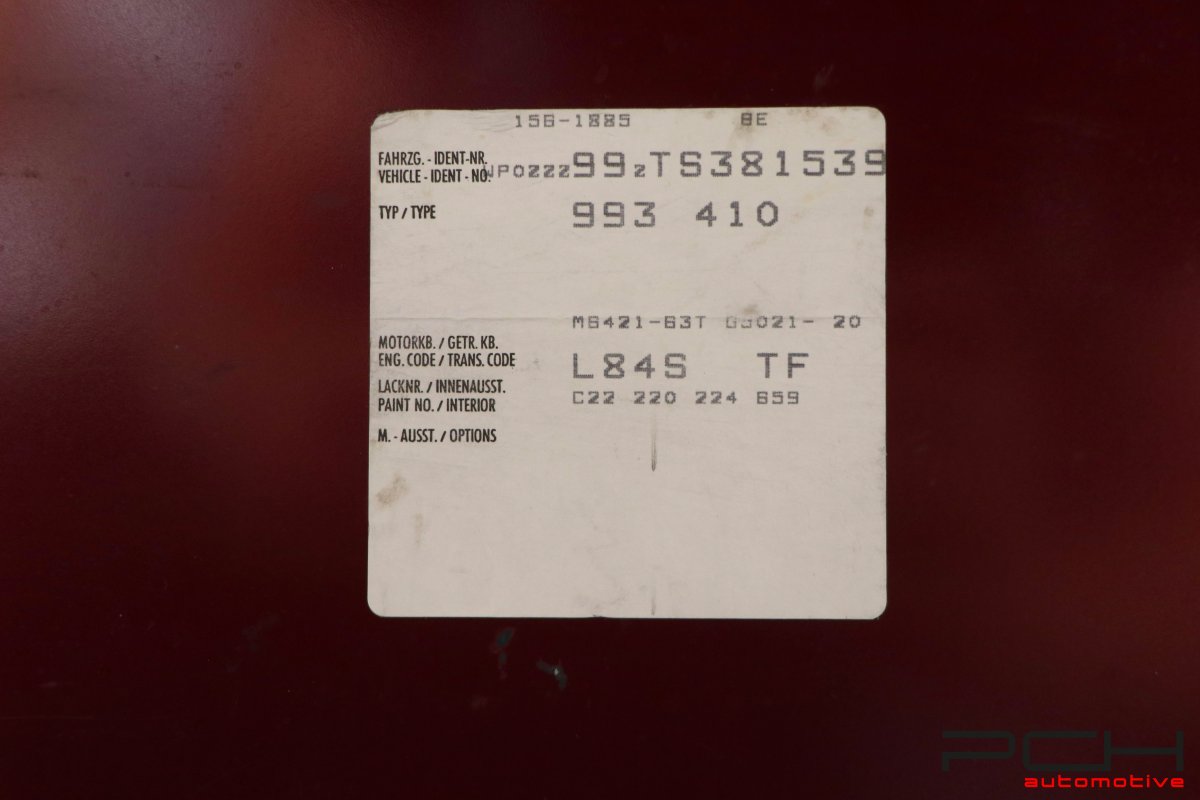 156-1885 BE
FAHRZG. - IDENT-NR.
VEHICLE - IDENT - NO. WP0ZZZ99zTS381539
TYP / TYPE 993 410
M6421-63T G5021- 20
MOTORKB. / GETR. KB.
ENG. CODE / TRANS. CODE L84S TF
LACKNR. / INNENAUSST.
PAINT NO. / INTERIOR C22 220 224 659
M. - AUSST. / OPTIONS
PCH
automotive